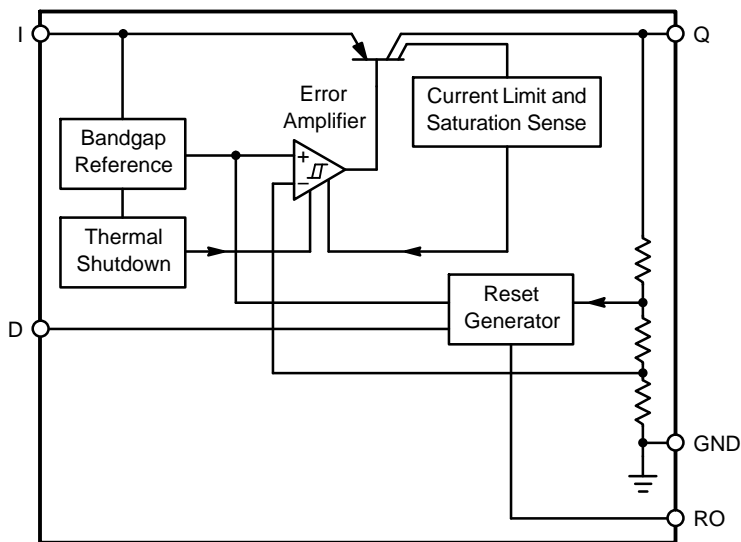 I
Q
Error
Amplifier
Current Limit and
Saturation Sense
Bandgap
Reference
+
−
Thermal
Shutdown
Reset
Generator
D
GND
RO